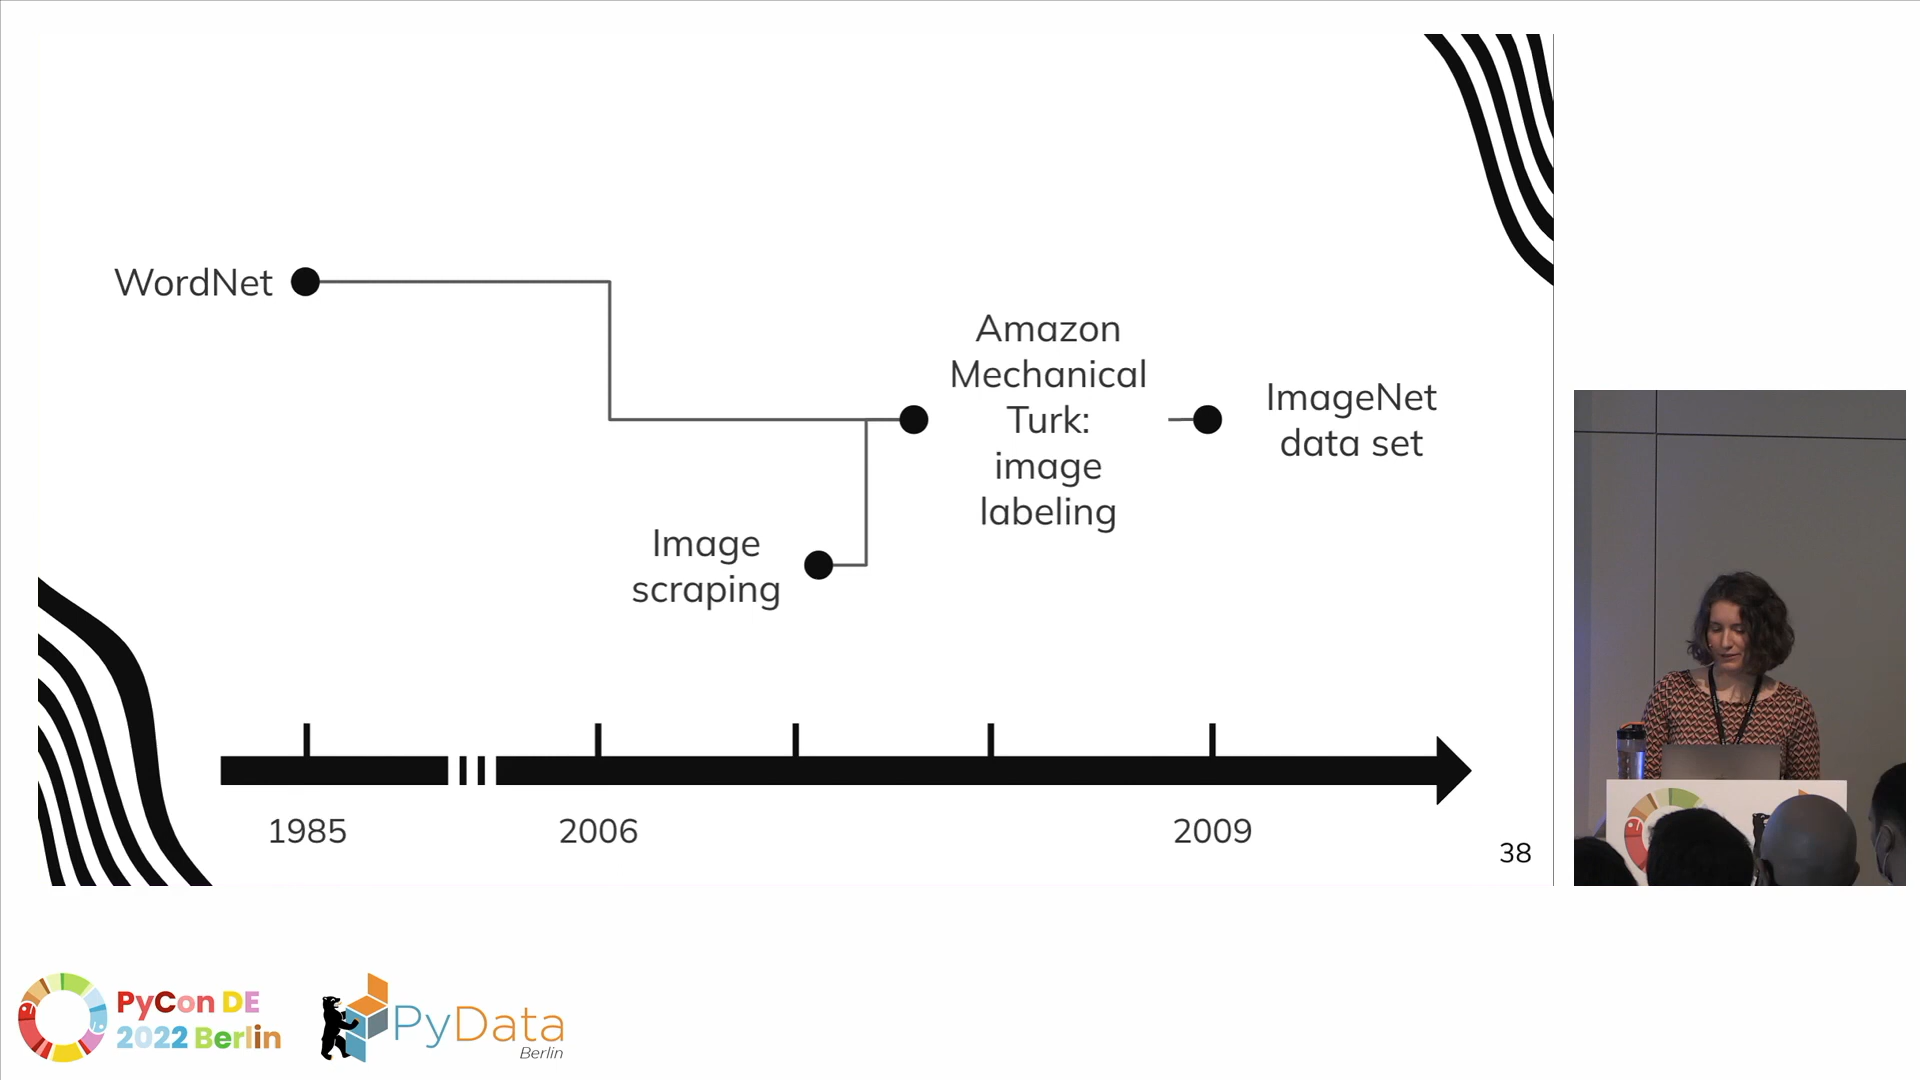 WordNet
Amazon
Mechanical
Turk:
image
labeling
ImageNet
data set
Image
scraping
1985
2006
2009
38
PyCon DE
2022 Berlin
PyData
Berlin